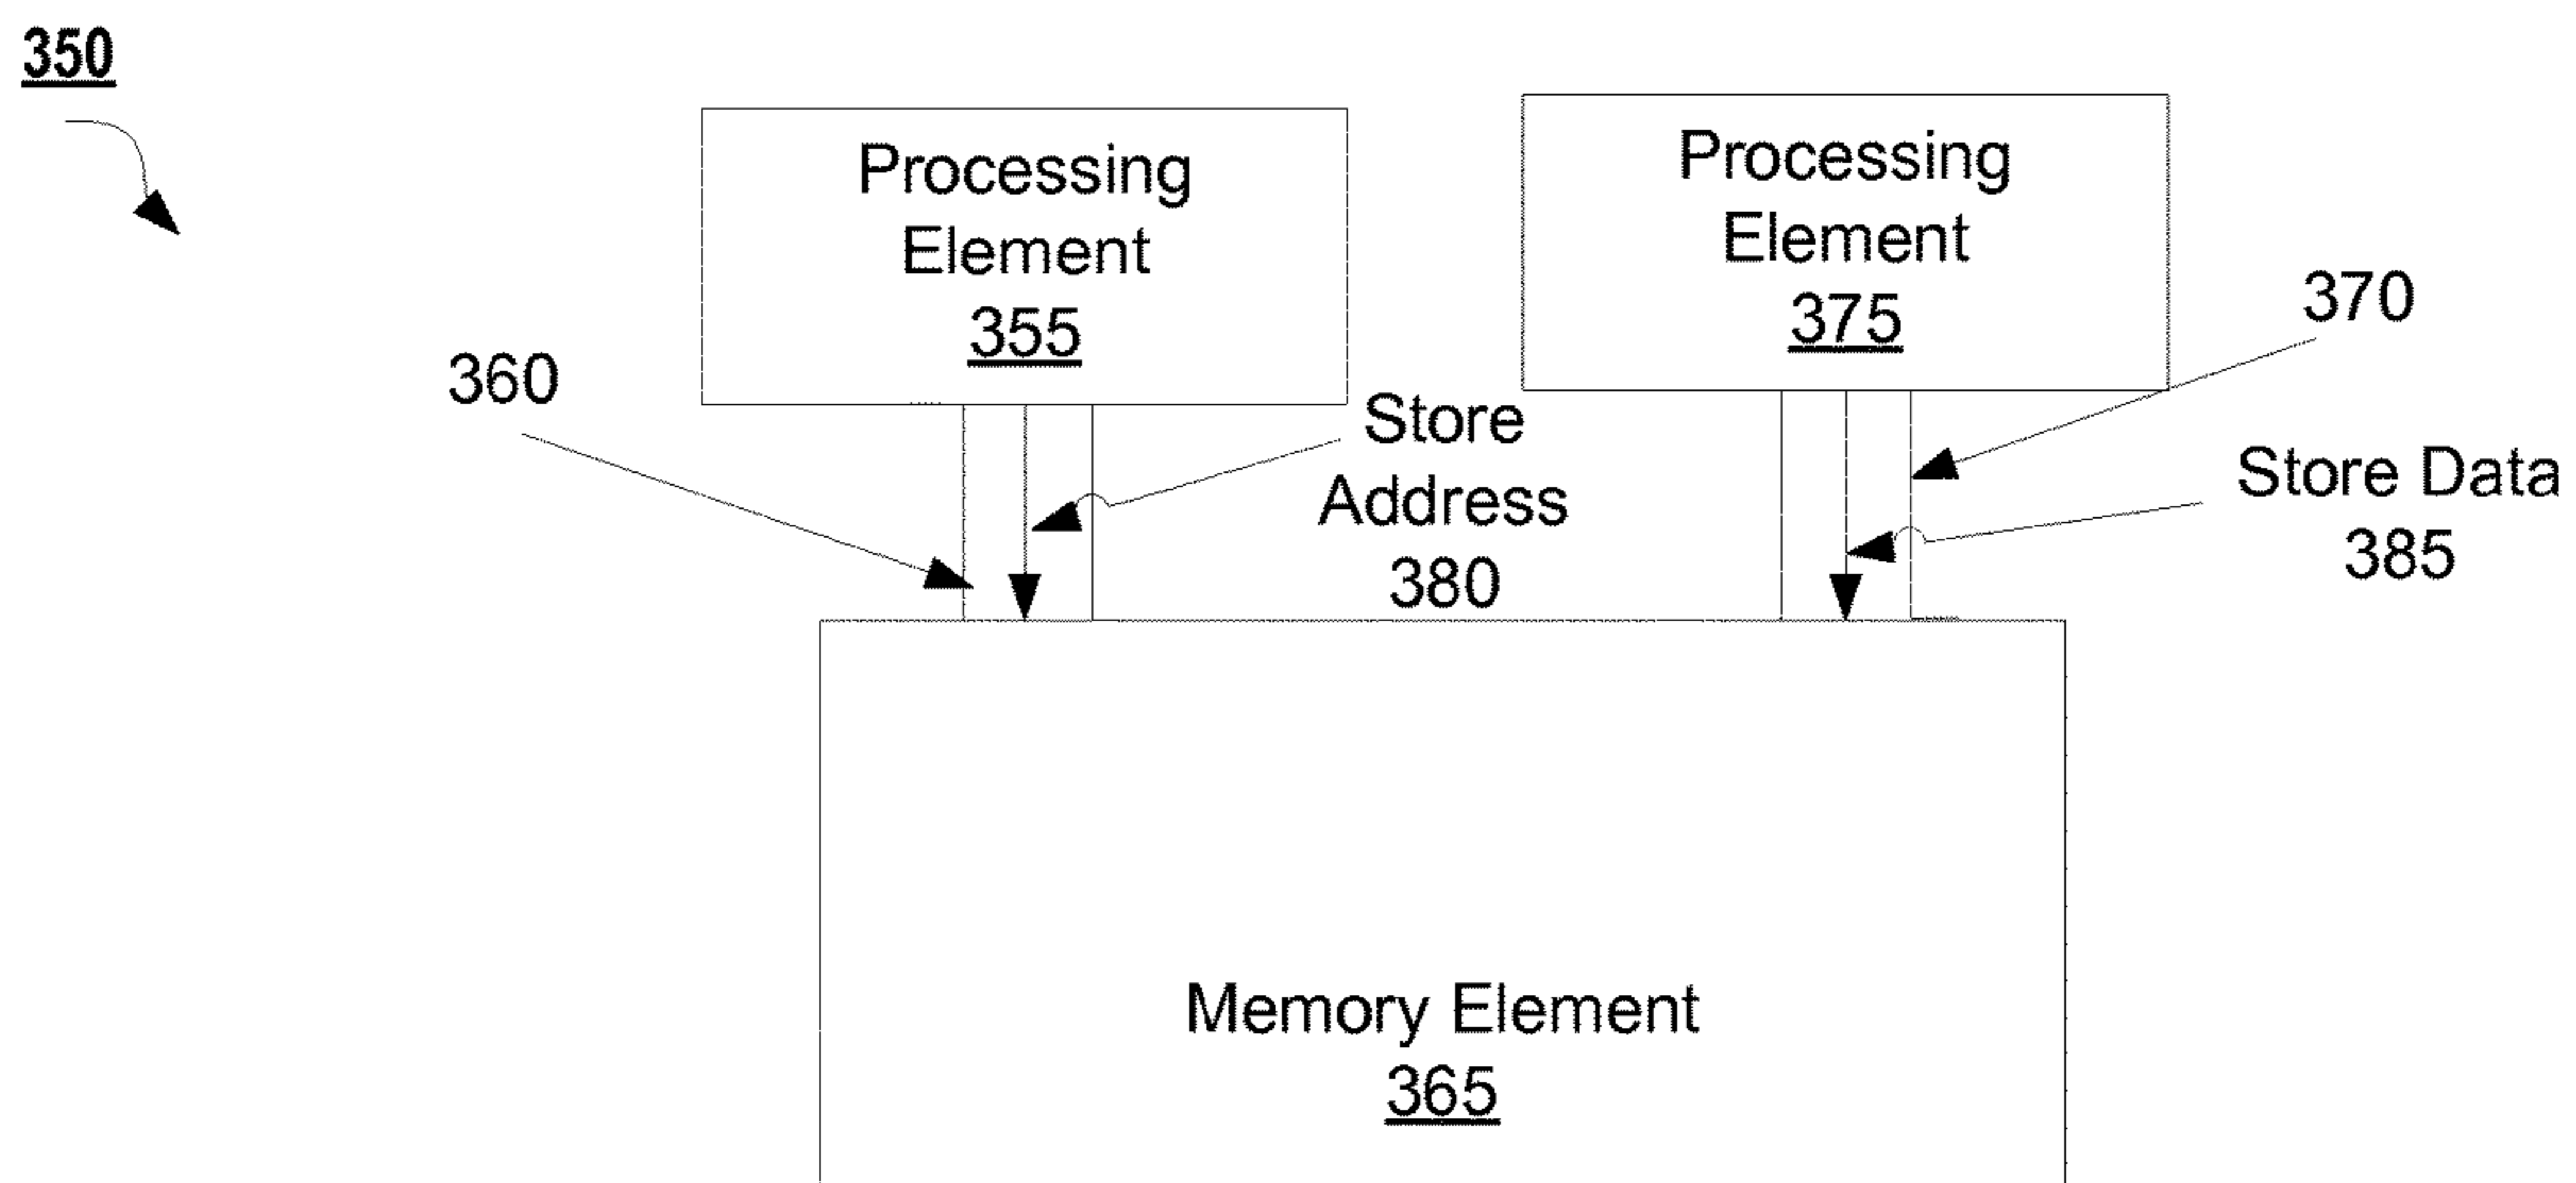 350
Processing
Element
355
Processing
Element
375
370
360
Store
Address
380
Store Data
385
Memory Element
365